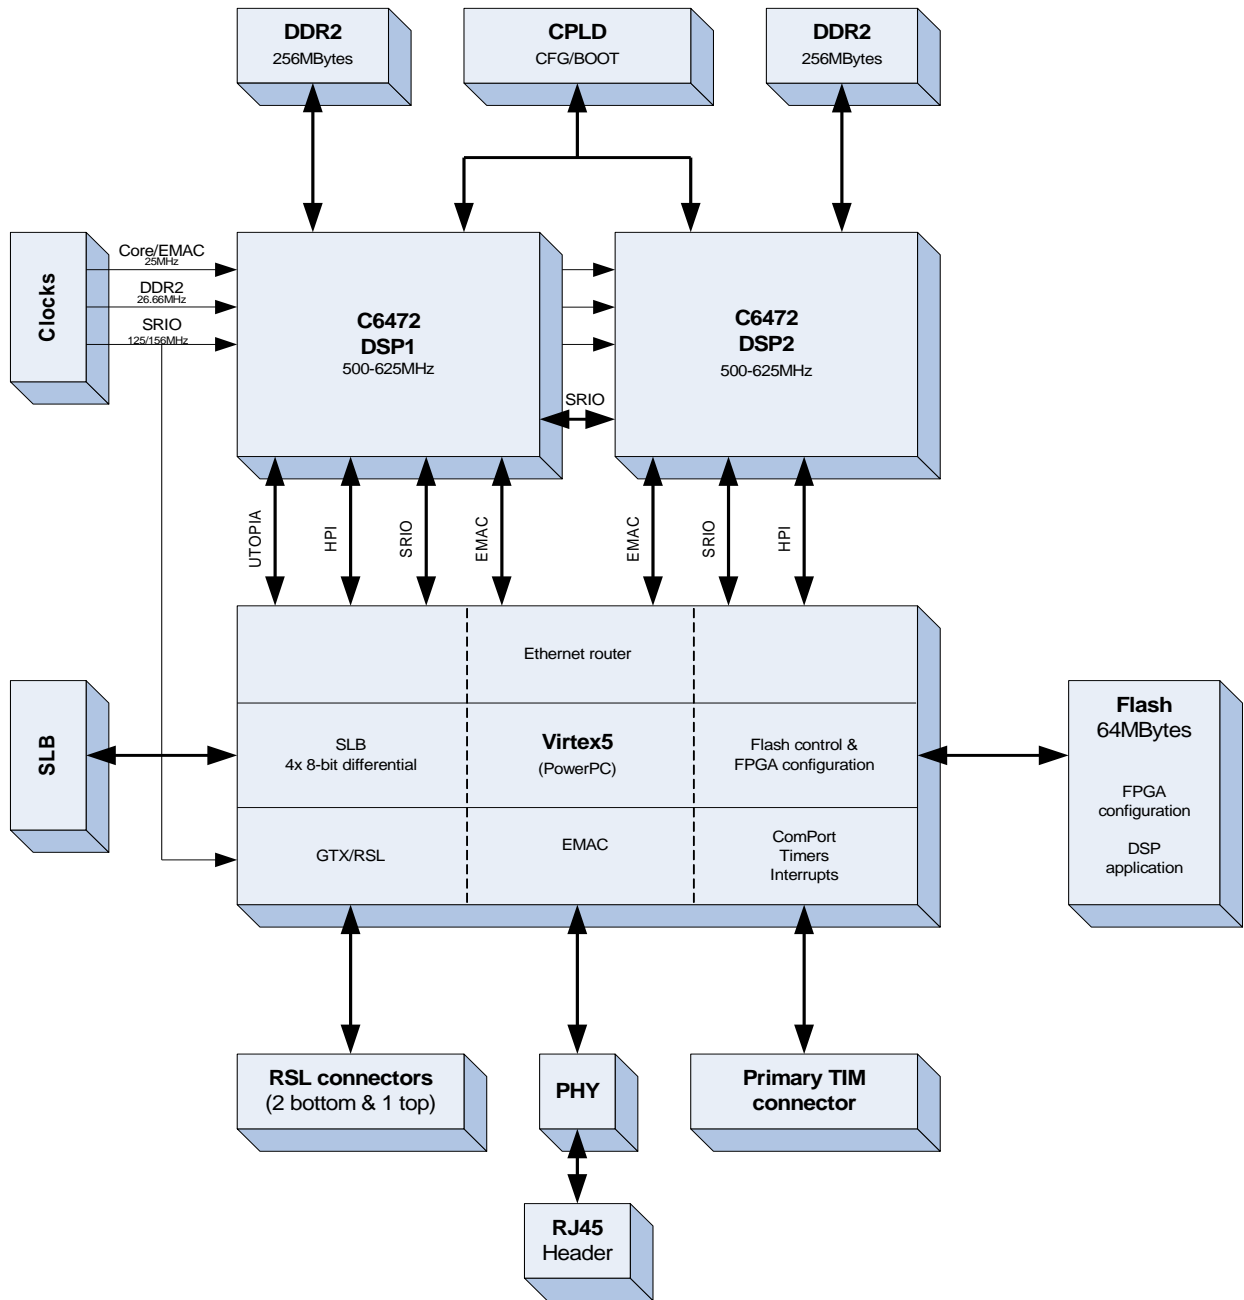 DDR2
256MBytes
CPLD
CFG/BOOT
DDR2
256MBytes
Clocks
Core/EMAC
25MHz
DDR2
26.66MHz
SRIO
125/156MHz
C6472
DSP1
500-625MHz
C6472
DSP2
500-625MHz
SRIO
UTOPIA
HPI
SRIO
EMAC
EMAC
SRIO
HPI
Ethernet router
SLB
SLB
4x 8-bit differential
Virtex5
(PowerPC)
Flash control &
FPGA configuration
Flash
64MBytes
FPGA
configuration
DSP
application
GTX/RSL
EMAC
ComPort
Timers
Interrupts
RSL connectors
(2 bottom & 1 top)
PHY
Primary TIM
connector
RJ45
Header